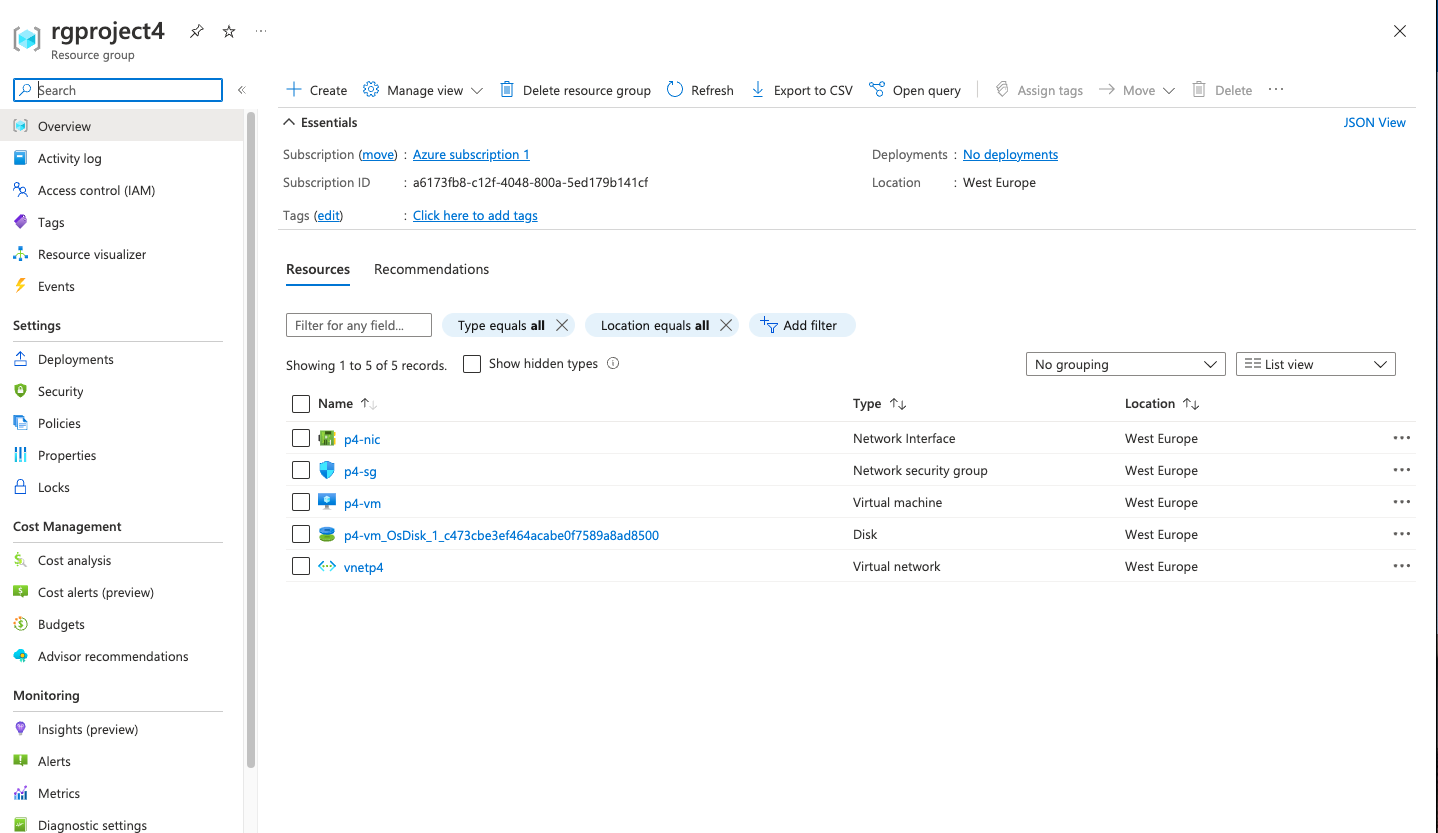 rgproject4
Resource group
Search
Overview
Activity log
Access control (IAM)
Tags
Resource visualizer
Events
Settings
Deployments
Security
Policies
Properties
Locks
Cost Management
Cost analysis
Cost alerts (preview)
Budgets
Advisor recommendations
Monitoring
Insights (preview)
Alerts
Metrics
Diagnostic settings
Create Manage view Delete resource group Refresh Export to CSV Open query Assign tags Move Delete
Essentials JSON View
Subscription (move) : Azure subscription 1 Deployments : No deployments
Subscription ID : a6173fb8-c12f-4048-800a-5ed179b141cf Location : West Europe
Tags (edit) : Click here to add tags
Resources Recommendations
Filter for any field... Type equals all Location equals all Add filter
Showing 1 to 5 of 5 records. Show hidden types No grouping List view
Name Type Location
p4-nic Network Interface West Europe
p4-sg Network security group West Europe
p4-vm Virtual machine West Europe
p4-vm_OsDisk_1_c473cbe3ef464acabe0f7589a8ad8500 Disk West Europe
vnetp4 Virtual network West Europe